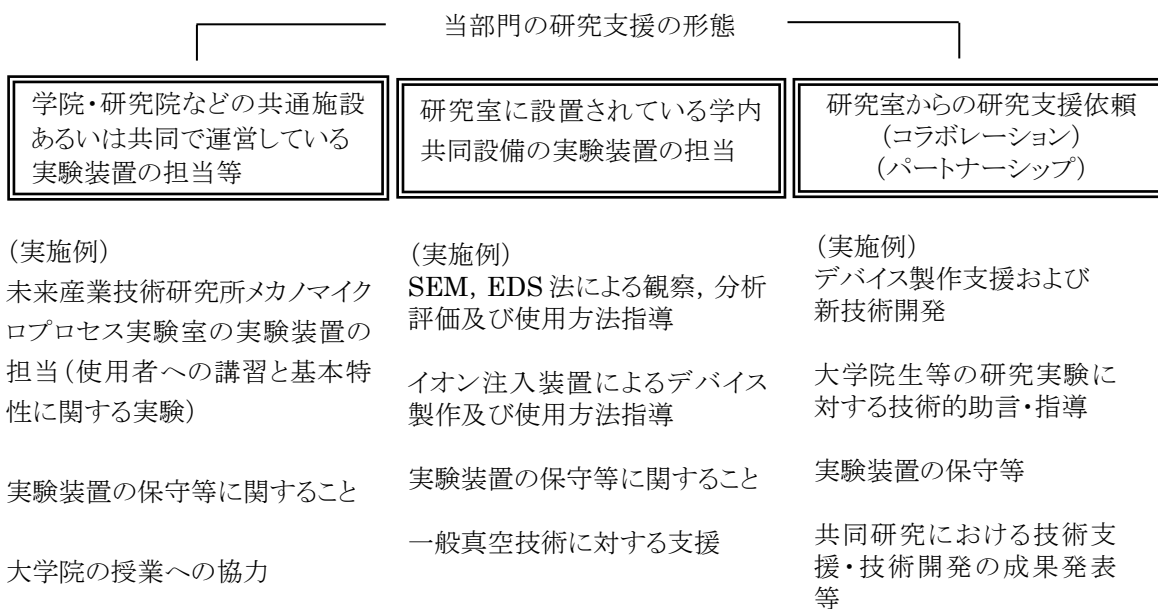 当部門の研究支援の形態
学院・研究院などの共通施設
あるいは共同で運営している
実験装置の担当等
(実施例)
未来産業技術研究所メカノマイク
ロプロセス実験室の実験装置の
担当(使用者への講習と基本特
性に関する実験)
実験装置の保守等に関すること
大学院の授業への協力
研究室に設置されている学内
共同設備の実験装置の担当
(実施例)
SEM, EDS法による観察, 分析
評価及び使用方法指導
イオン注入装置によるデバイス
製作及び使用方法指導
実験装置の保守等に関すること
一般真空技術に対する支援
研究室からの研究支援依頼
(コラボレーション)
(パートナーシップ)
(実施例)
デバイス製作支援および
新技術開発
大学院生等の研究実験に
対する技術的助言・指導
実験装置の保守等
共同研究における技術支
援・技術開発の成果発表
等